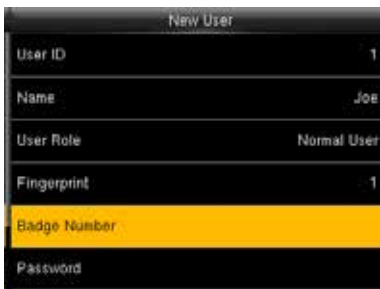 New User
User ID 1
Name Joe
User Role Normal User
Fingerprint 1
Badge Number
Password